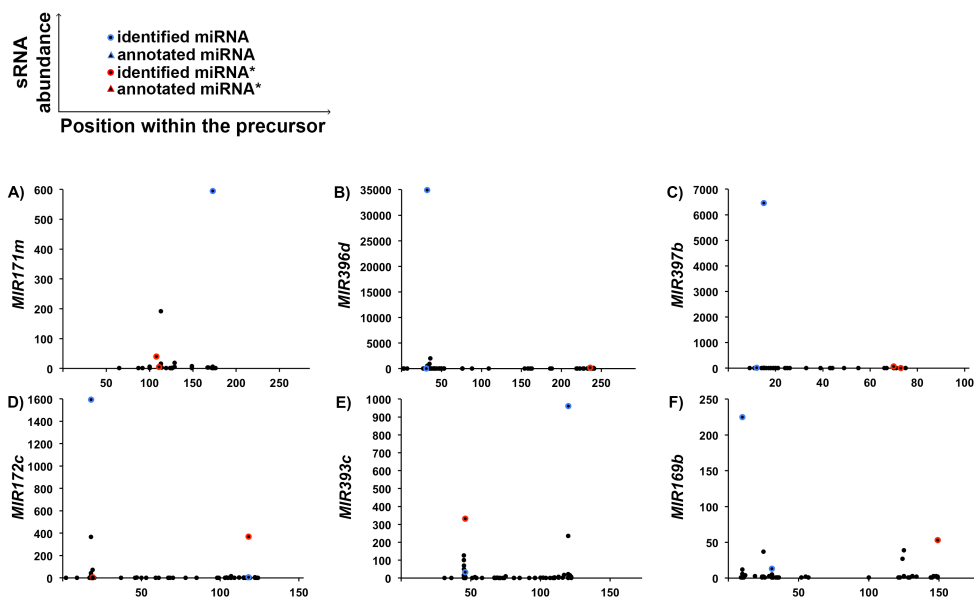 sRNA
abundance
identified miRNA
annotated miRNA
identified miRNA*
annotated miRNA*
Position within the precursor
A)
MIR171m
600
500
400
300
200
100
0
50 100 150 200 250
B)
MIR396d
35000
30000
25000
20000
15000
10000
5000
0
50 100 150 200 250
C)
MIR397b
7000
6000
5000
4000
3000
2000
1000
0
20 40 60 80 100
D)
MIR172c
1600
1400
1200
1000
800
600
400
200
0
50 100 150
E)
MIR393c
1000
900
800
700
600
500
400
300
200
100
0
50 100 150
F)
MIR169b
250
200
150
100
50
0
50 100 150